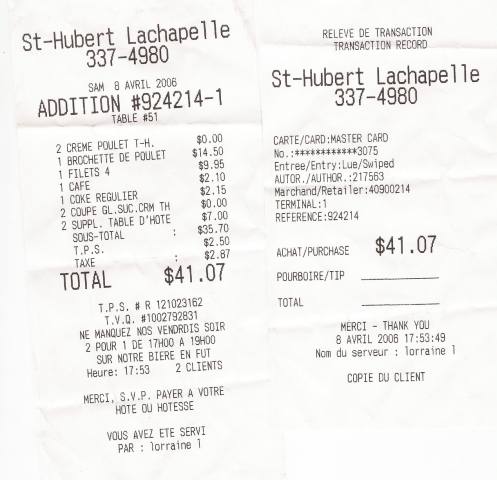 St-Hubert Lachapelle
337-4980
SAM 8 AVRIL 2006
ADDITION #924214-1
TABLE #51
2 CREME POULET T-H. $0.00
1 BROCHETTE DE POULET $14.50
1 FILETS 4 $9.95
1 CAFE $2.10
1 COKE REGULIER $2.15
2 COUPE GL.SUC.CRM TH $0.00
2 SUPPL. TABLE D'HOTE $7.00
SOUS-TOTAL : $35.70
T.P.S. $2.50
TAXE : $2.87
TOTAL $41.07
T.P.S. # R 121023162
T.V.Q. #1002792831
NE MANQUEZ NOS VENDRDIS SOIR
2 POUR 1 DE 17H00 A 19H00
SUR NOTRE BIERE EN FUT
Heure: 17:53 2 CLIENTS
MERCI, S.V.P. PAYER A VOTRE
HOTE OU HOTESSE
VOUS AVEZ ETE SERVI
PAR : lorraine l
RELEVE DE TRANSACTION
TRANSACTION RECORD
St-Hubert Lachapelle
337-4980
CARTE/CARD:MASTER CARD
No.:************3075
Entree/Entry:Lue/Swiped
AUTOR./AUTHOR.:217563
Marchand/Retailer:40900214
TERMINAL:1
REFERENCE:924214
ACHAT/PURCHASE $41.07
POURBOIRE/TIP
TOTAL
MERCI - THANK YOU
8 AVRIL 2006 17:53:49
Nom du serveur : lorraine l
COPIE DU CLIENT